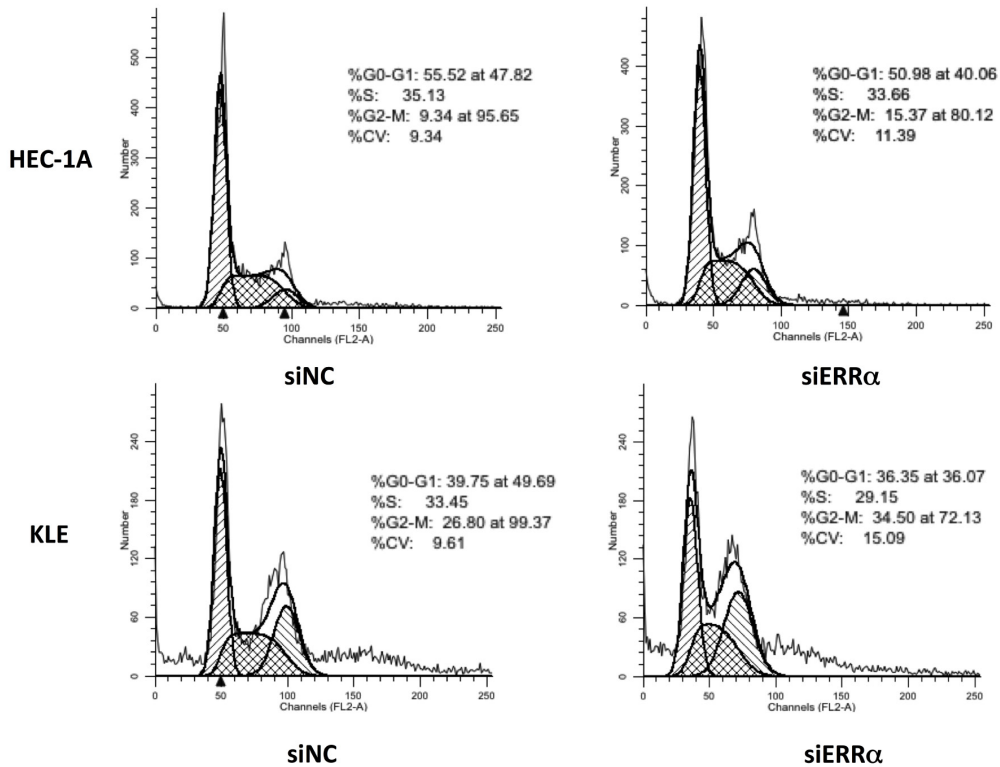 HEC-1A
Number
500
400
300
200
100
0
%G0-G1: 55.52 at 47.82
%S: 35.13
%G2-M: 9.34 at 95.65
%CV: 9.34
0 50 100 150 200 250
Channels (FL2-A)
siNC
Number
400
300
200
100
0
%G0-G1: 50.98 at 40.06
%S: 33.66
%G2-M: 15.37 at 80.12
%CV: 11.39
0 50 100 150 200 250
Channels (FL2-A)
siERRα
KLE
Number
240
180
120
60
0
%G0-G1: 39.75 at 49.69
%S: 33.45
%G2-M: 26.80 at 99.37
%CV: 9.61
0 50 100 150 200 250
Channels (FL2-A)
siNC
Number
240
180
120
60
0
%G0-G1: 36.35 at 36.07
%S: 29.15
%G2-M: 34.50 at 72.13
%CV: 15.09
0 50 100 150 200 250
Channels (FL2-A)
siERRα